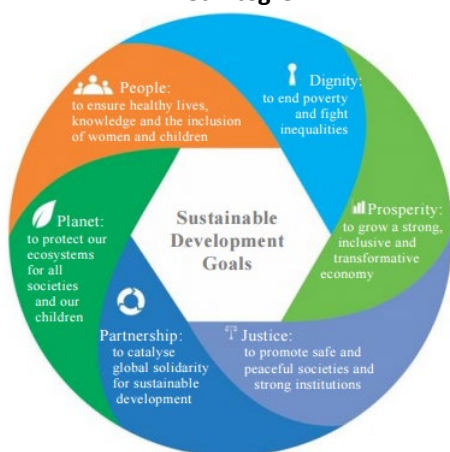 People:
to ensure healthy lives,
knowledge and the inclusion
of women and children
Dignity:
to end poverty
and fight
inequalities
Prosperity:
to grow a strong,
inclusive and
transformative
economy
Justice:
to promote safe and
peaceful societies and
strong institutions
Partnership:
to catalyse
global solidarity
for sustainable
development
Planet:
to protect our
ecosystems
for all
societies
and our
children
Sustainable
Development
Goals